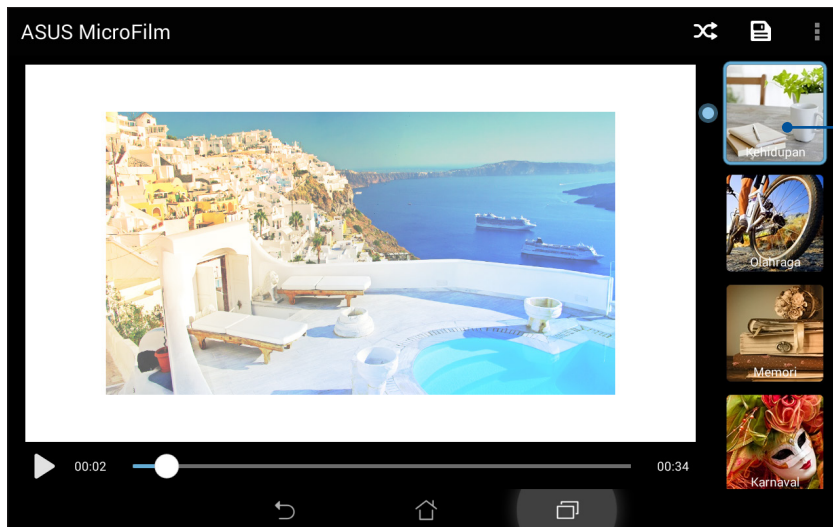 ASUS MicroFilm
Kehidupan
Olahraga
Memori
Karnaval
00:02
00:34